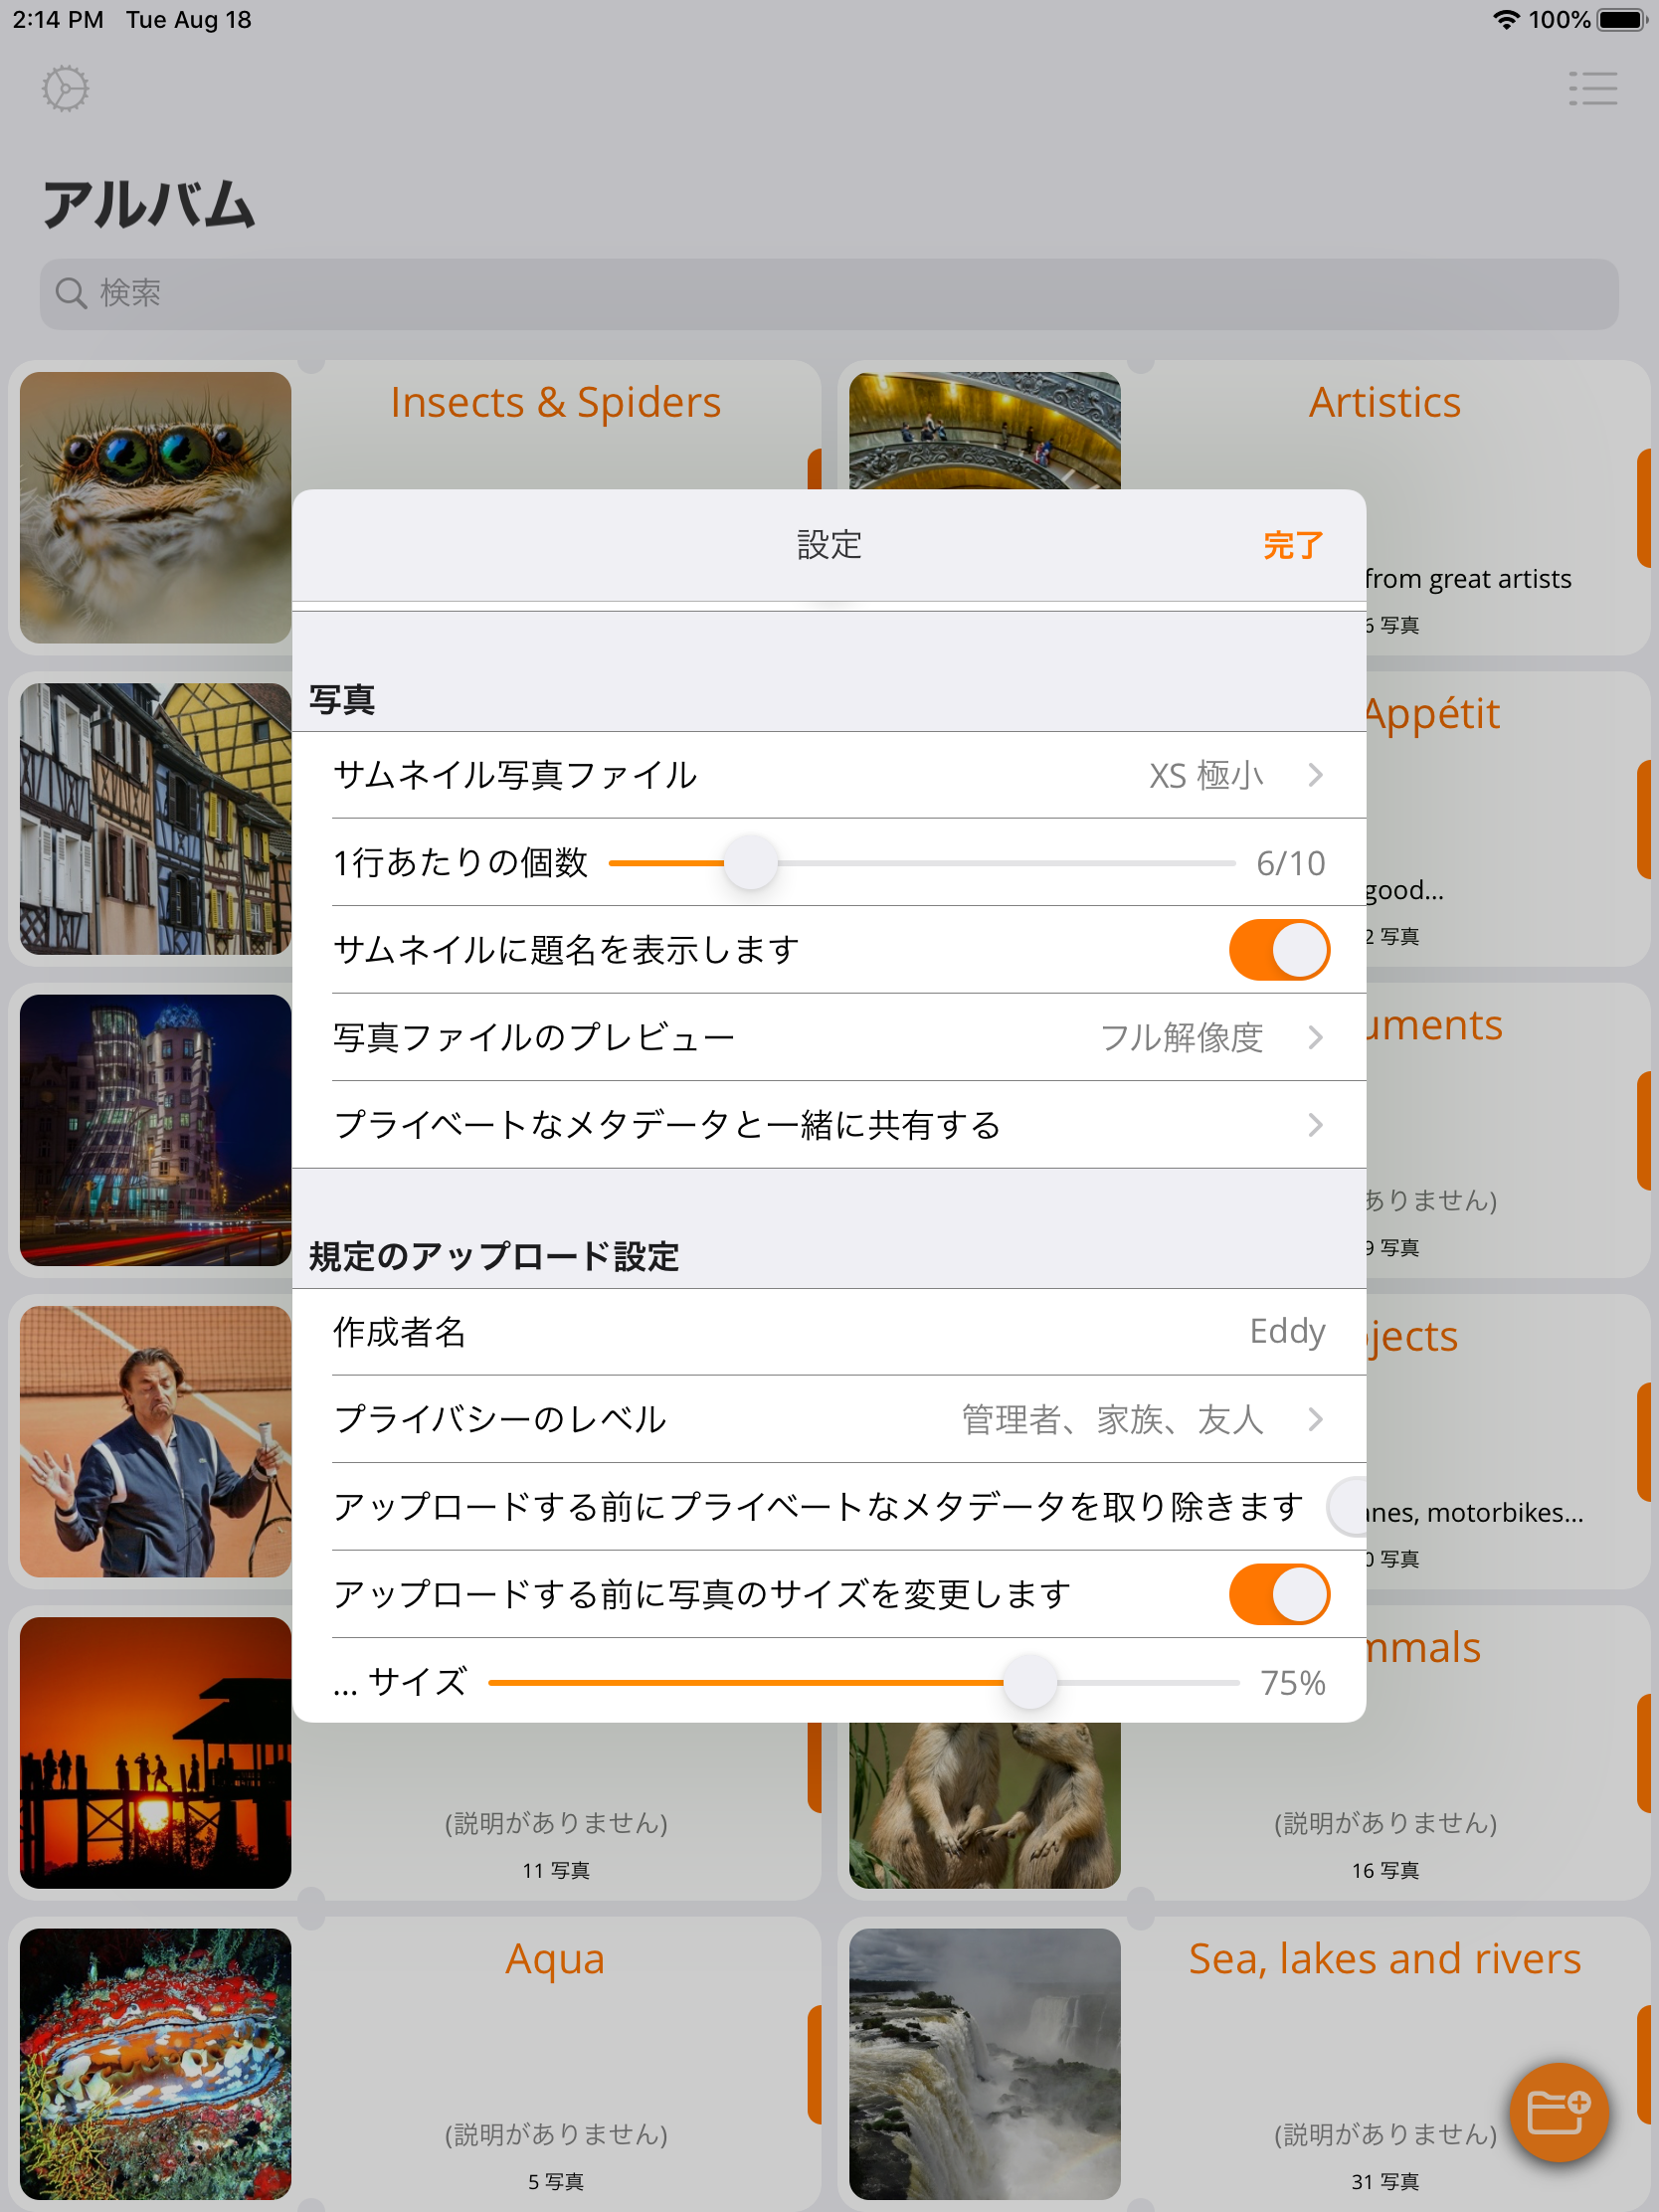 2:14 PM Tue Aug 18
100%
アルバム
検索
Insects & Spiders
Artistics
設定
完了
from great artists
6 写真
写真
Appétit
サムネイル写真ファイル
XS 極小
1行あたりの個数
6/10
good...
サムネイルに題名を表示します
2 写真
写真ファイルのプレビュー
フル解像度
uments
プライベートなメタデータと一緒に共有する
ありません)
9 写真
規定のアップロード設定
作成者名
Eddy
jects
プライバシーのレベル
管理者、家族、友人
アップロードする前にプライベートなメタデータを取り除きます
nes, motorbikes...
0 写真
アップロードする前に写真のサイズを変更します
mmals
... サイズ
75%
(説明がありません)
11 写真
(説明がありません)
16 写真
Aqua
Sea, lakes and rivers
(説明がありません)
5 写真
(説明がありません)
31 写真